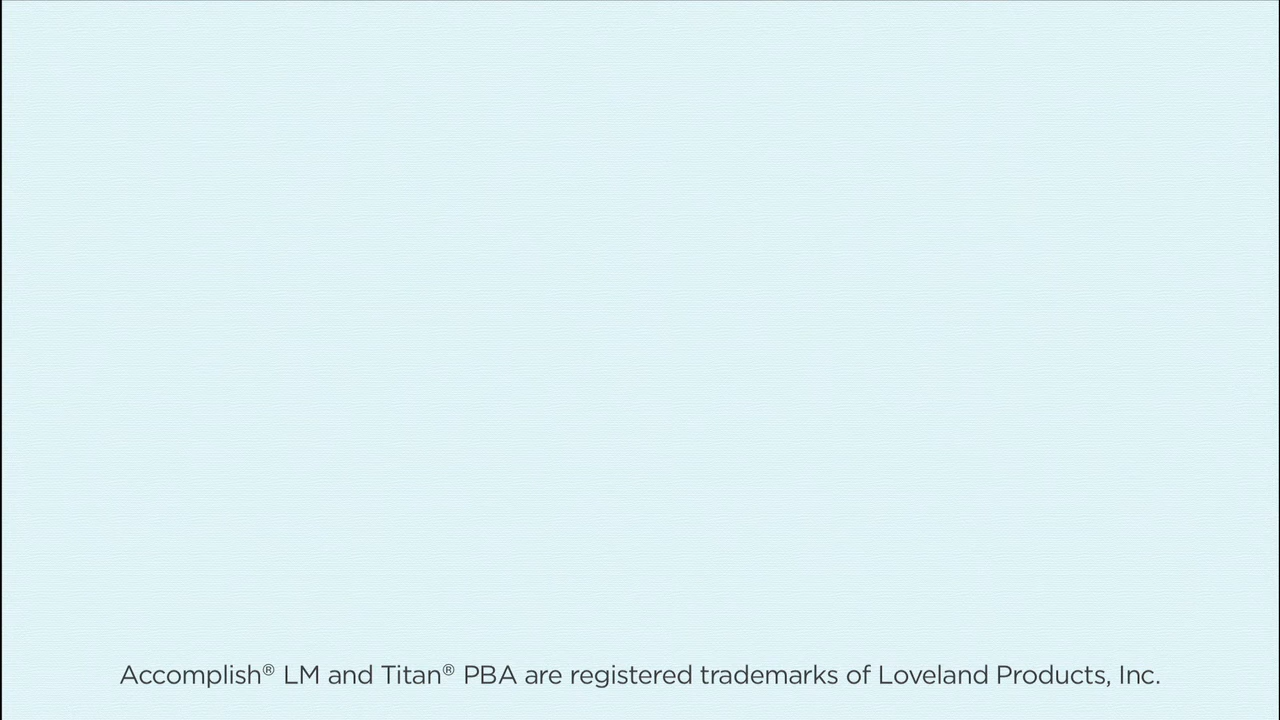 Accomplish® LM and Titan® PBA are registered trademarks of Loveland Products, Inc.